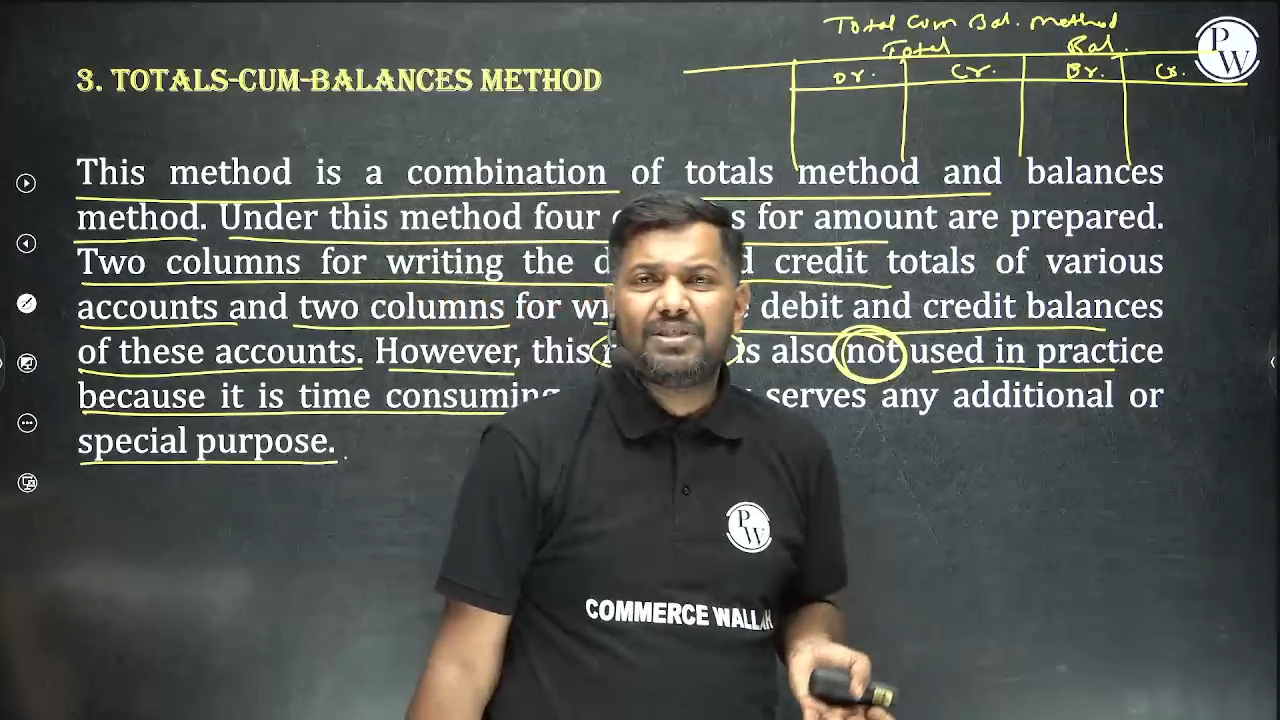 Total Cum Bal. Method
Total Bal.
Dr. Cr. Dr. Cr.
PW
3. TOTALS-CUM-BALANCES METHOD
This method is a combination of totals method and balances
method. Under this method four s for amount are prepared.
Two columns for writing the d credit totals of various
accounts and two columns for debit and credit balances
of these accounts. However, this is also not used in practice
because it is time consuming serves any additional or
special purpose.
PW
COMMERCE WALLAH